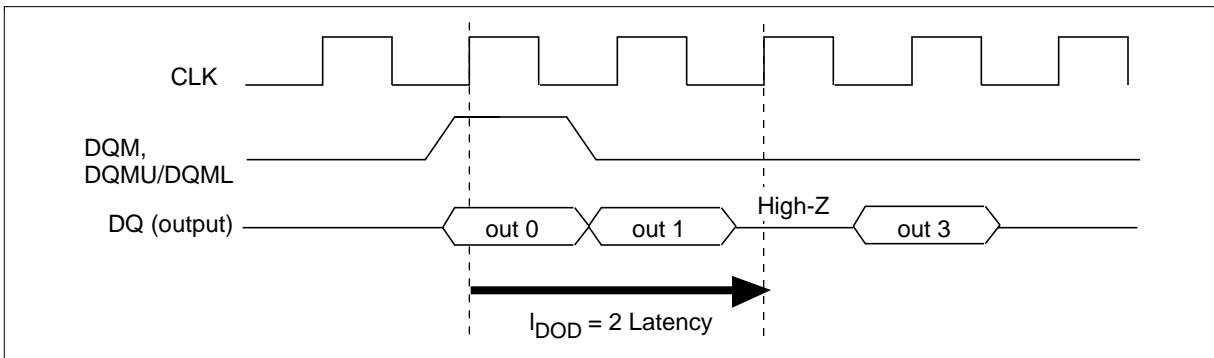 CLK
DQM,
DQMU/DQML
High-Z
DQ (output)
out 0
out 1
out 3
lDOD = 2 Latency